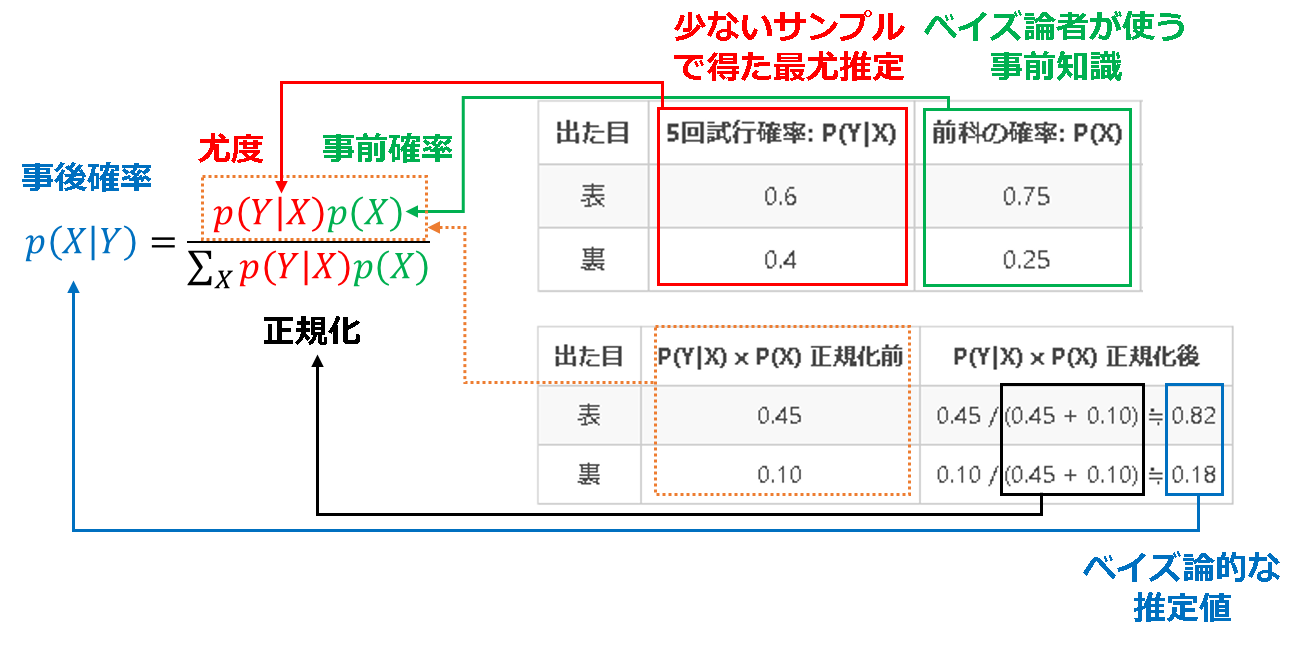 少ないサンプル
で得た最尤推定
ベイズ論者が使う
事前知識
尤度
事前確率
事後確率
p(X|Y) = p(Y|X)p(X)
∑X p(Y|X)p(X)
正規化
出た目 5回試行確率: P(Y|X) 前科の確率: P(X)
表 0.6 0.75
裏 0.4 0.25
出た目 P(Y|X) x P(X) 正規化前 P(Y|X) x P(X) 正規化後
表 0.45 0.45 / (0.45 + 0.10) ≒ 0.82
裏 0.10 0.10 / (0.45 + 0.10) ≒ 0.18
ベイズ論的な
推定値